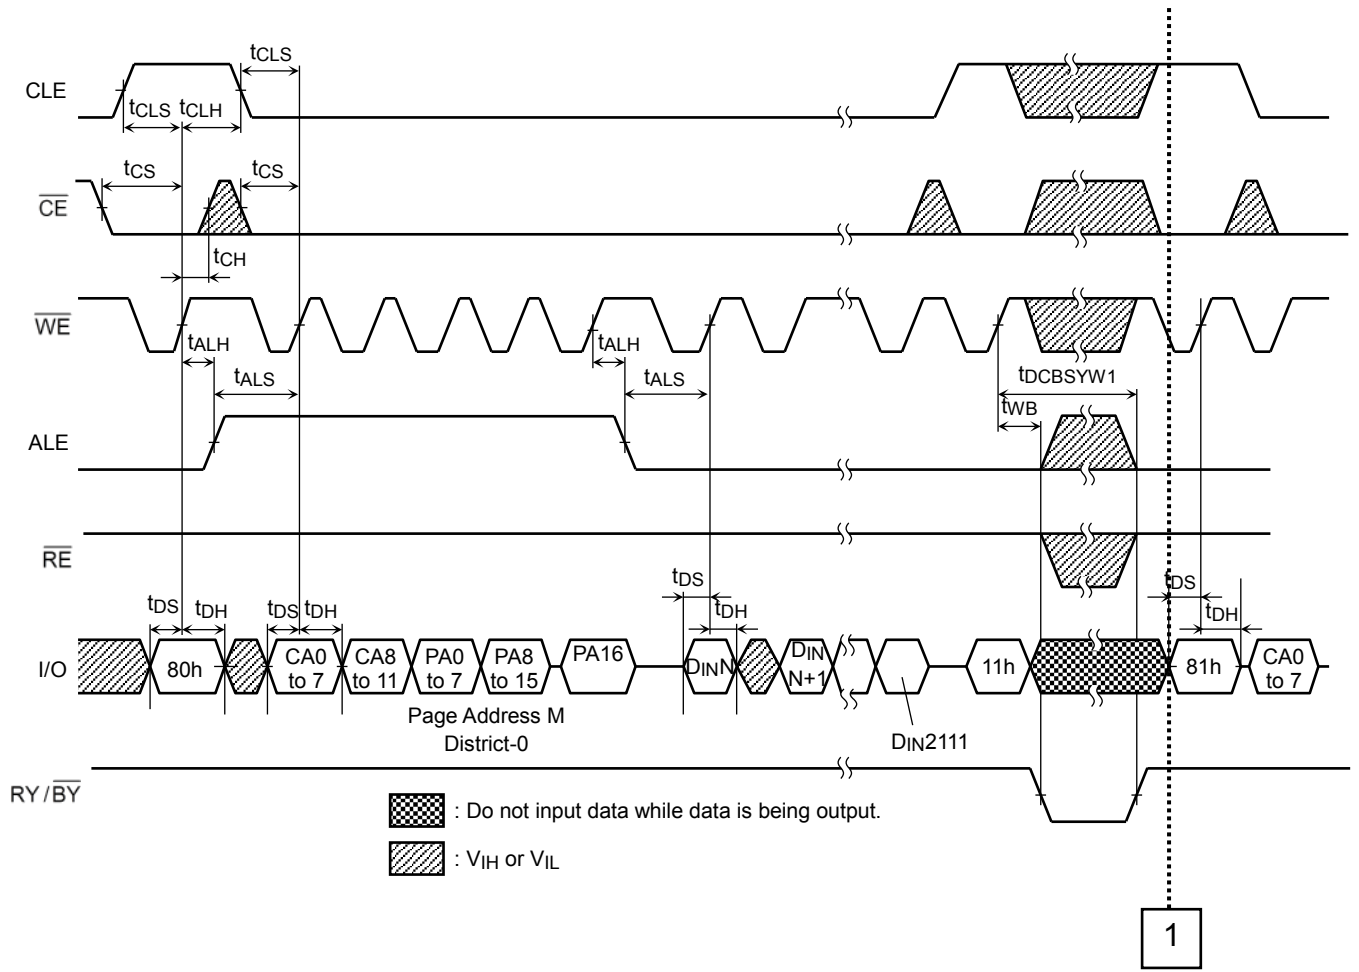 tCLS
CLE
tCLS tCLH
tCS tCS
CE
tCH
WE
tALH tALH
tALS tALS tDCBSYW1
tWB
ALE
RE
tDS tDH tDS tDH tDS tDH tDS tDH
I/O
80h
CA0 to 7
CA8 to 11
PA0 to 7
PA8 to 15
PA16
DINN
DIN N+1
11h
81h
CA0 to 7
Page Address M
District-0
DIN2111
RY/BY
: Do not input data while data is being output.
: VIH or VIL
1